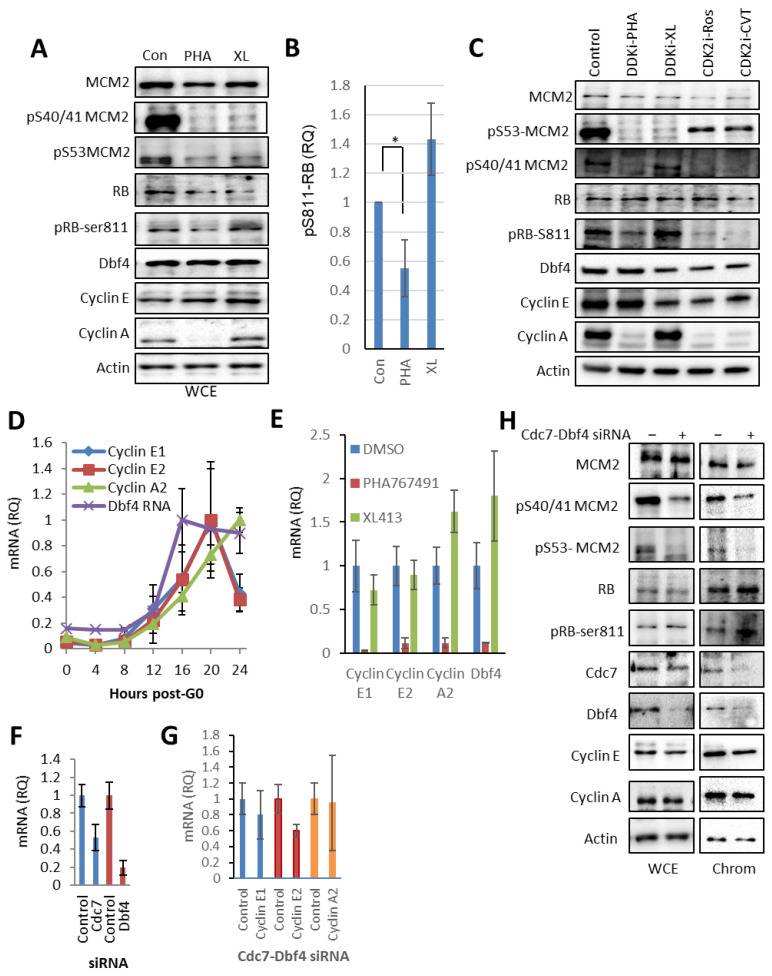 A
Con PHA XL
MCM2
pS40/41 MCM2
pS53MCM2
RB
pRB-ser811
Dbf4
Cyclin E
Cyclin A
Actin
WCE
B
pS811-RB (RQ)
1.8
1.6
1.4
1.2
1
0.8
0.6
0.4
0.2
0
*
Con
PHA
XL
C
Control
DDKi-PHA
DDKi-XL
CDK2i-Ros
CDK2i-CVT
MCM2
pS53-MCM2
pS40/41 MCM2
RB
pRB-S811
Dbf4
Cyclin E
Cyclin A
Actin
D
mRNA (RQ)
1.6
1.4
1.2
1
0.8
0.6
0.4
0.2
0
Cyclin E1
Cyclin E2
Cyclin A2
Dbf4 RNA
0 4 8 12 16 20 24
Hours post-G0
E
mRNA (RQ)
2.5
2
1.5
1
0.5
0
DMSO
PHA767491
XL413
Cyclin Cyclin Cyclin Dbf4
E1 E2 A2
F
mRNA (RQ)
1.4
1.2
1
0.8
0.6
0.4
0.2
0
Control
Cdc7
Control
Dbf4
siRNA
G
mRNA (RQ)
1.8
1.6
1.4
1.2
1
0.8
0.6
0.4
0.2
0
Control
Cyclin E1
Control
Cyclin E2
Control
Cyclin A2
Cdc7-Dbf4 siRNA
H
Cdc7-Dbf4 siRNA − + − +
MCM2
pS40/41 MCM2
pS53- MCM2
RB
pRB-ser811
Cdc7
Dbf4
Cyclin E
Cyclin A
Actin
WCE Chrom